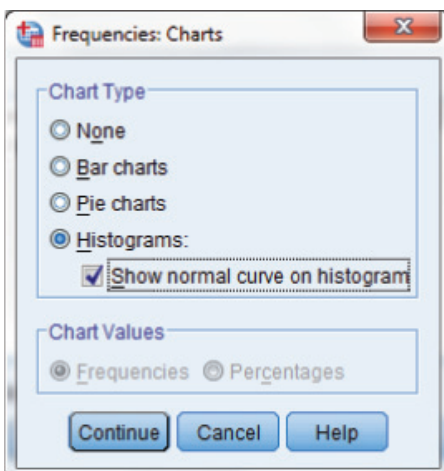 Frequencies: Charts
Chart Type
None
Bar charts
Pie charts
Histograms:
Show normal curve on histogram
Chart Values
Frequencies Percentages
Continue Cancel Help